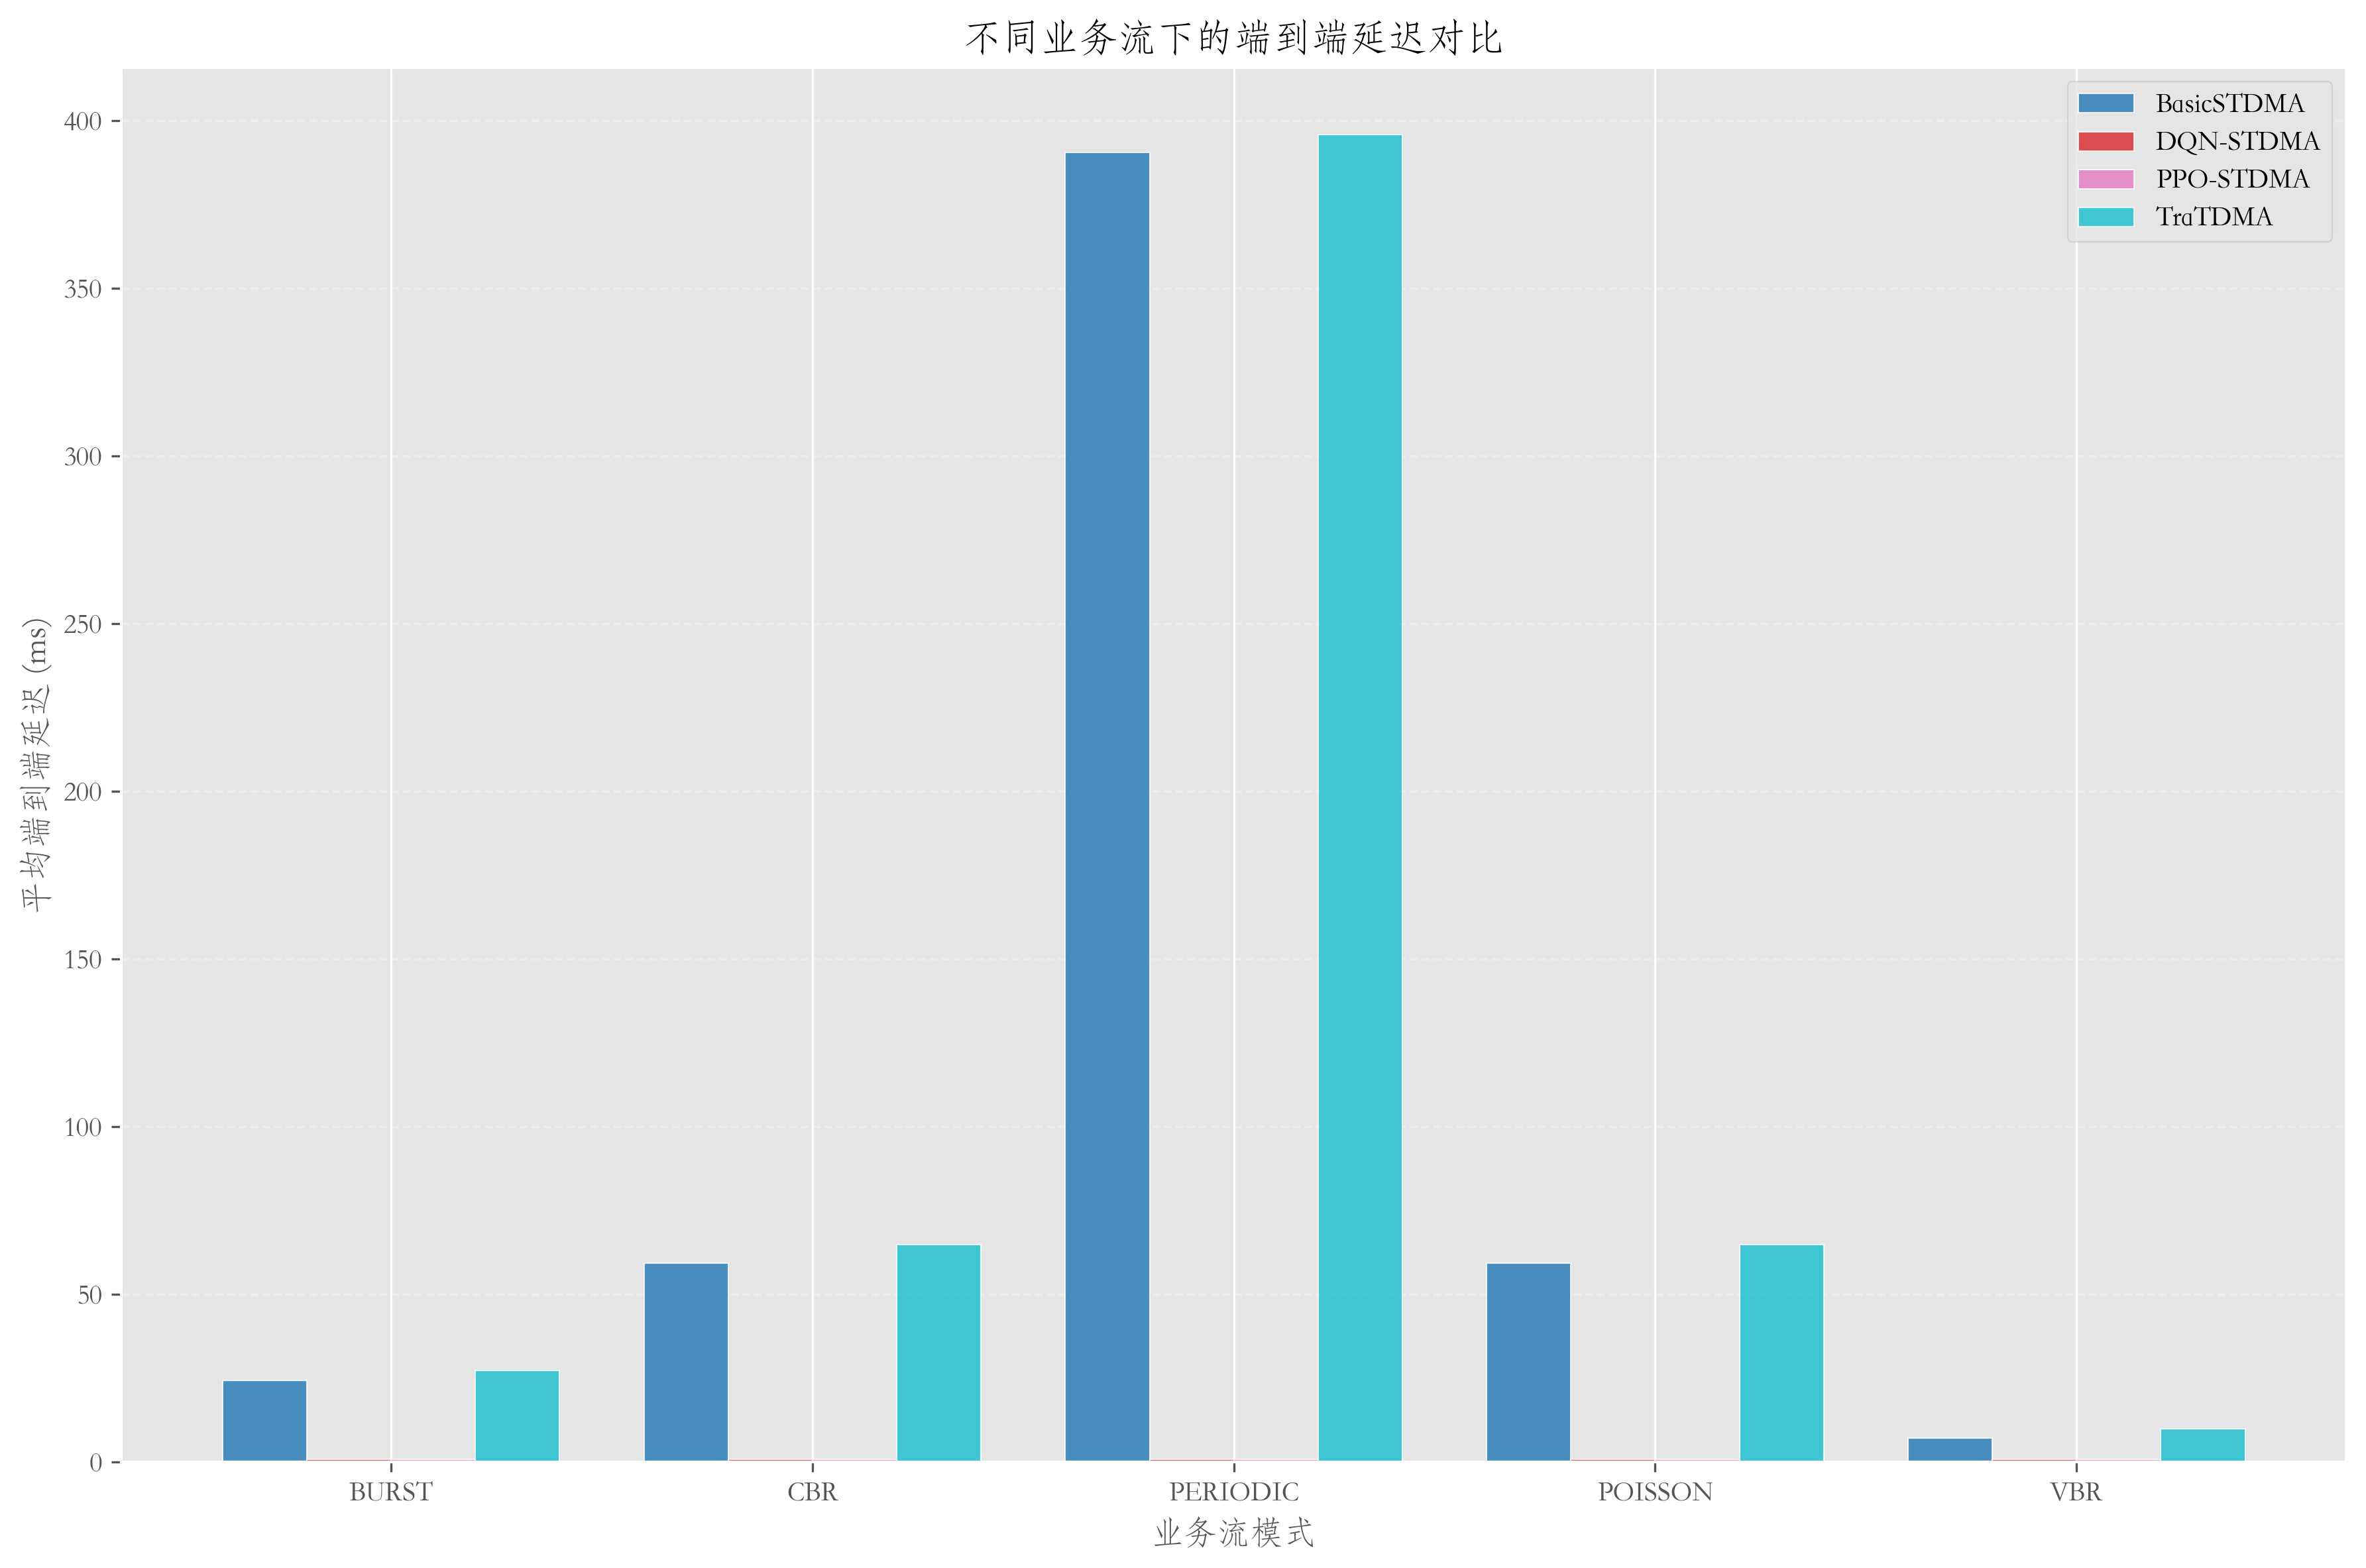 不同业务流下的端到端延迟对比
BasicSTDMA
DQN-STDMA
PPO-STDMA
TraTDMA
平均端到端延迟 (ms)
400
350
300
250
200
150
100
50
0
BURST
CBR
PERIODIC
POISSON
VBR
业务流模式